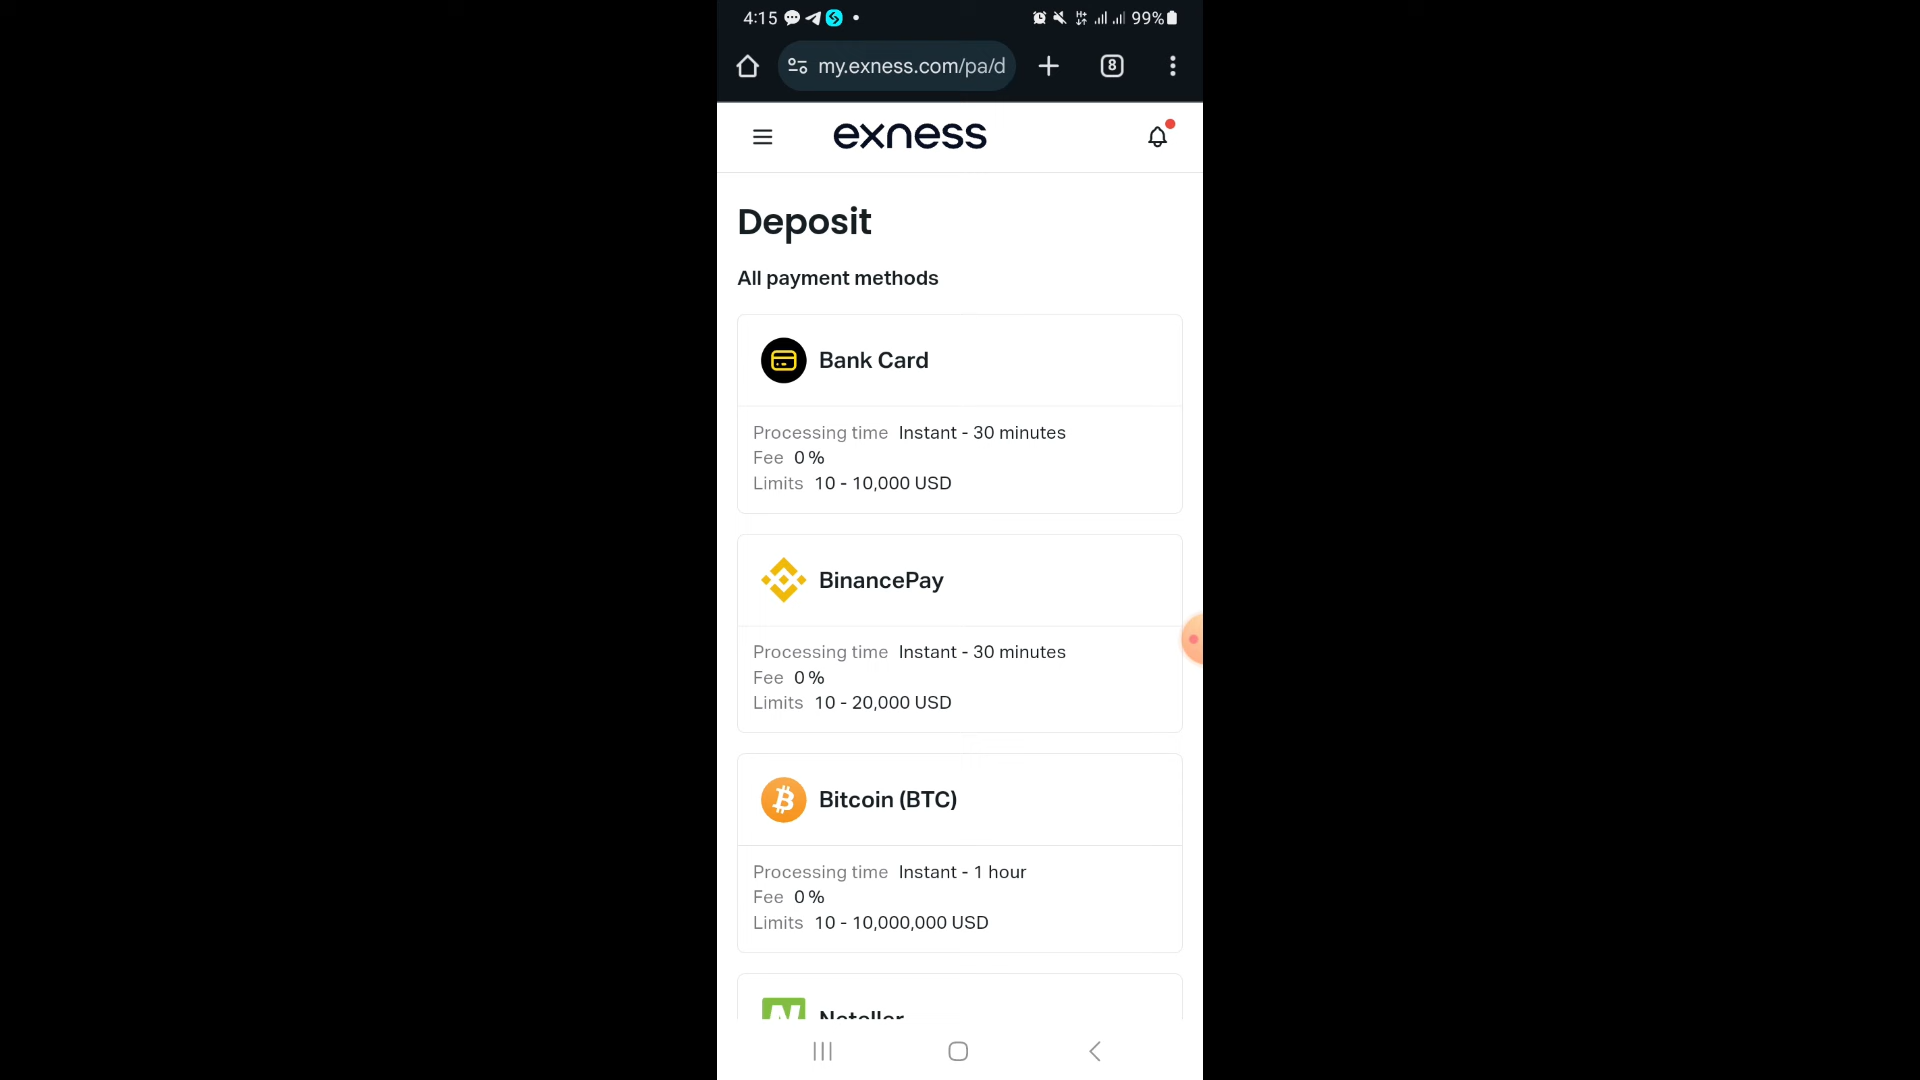 4:15 99%
my.exness.com/pa/d 8
exness
Deposit
All payment methods
Bank Card
Processing time Instant - 30 minutes
Fee 0 %
Limits 10 - 10,000 USD
BinancePay
Processing time Instant - 30 minutes
Fee 0 %
Limits 10 - 20,000 USD
Bitcoin (BTC)
Processing time Instant - 1 hour
Fee 0 %
Limits 10 - 10,000,000 USD
Neteller